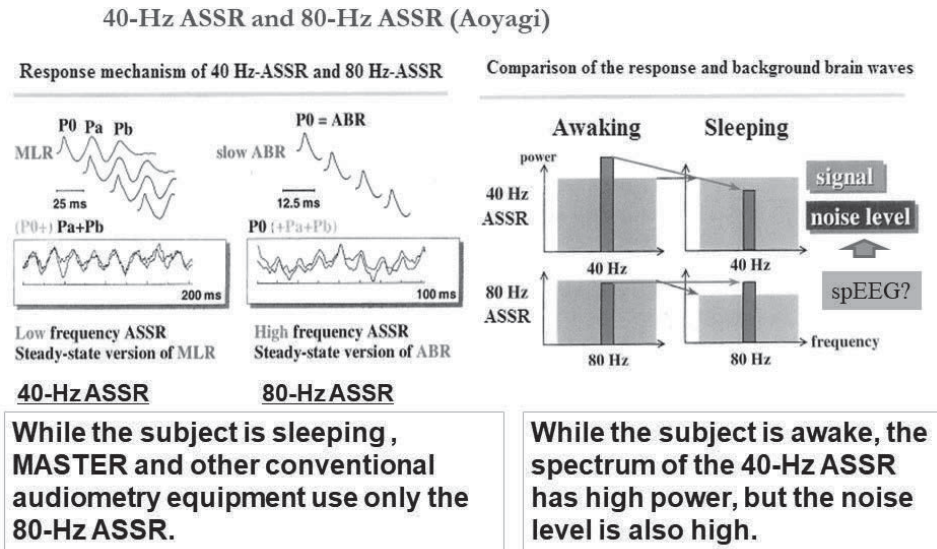 40-Hz ASSR and 80-Hz ASSR (Aoyagi)
Response mechanism of 40 Hz-ASSR and 80 Hz-ASSR
P0 Pa Pb
MLR
25 ms
(P0+) Pa+Pb
200 ms
Low frequency ASSR
Steady-state version of MLR
40-Hz ASSR
P0 = ABR
slow ABR
12.5 ms
P0 (+Pa+Pb)
100 ms
High frequency ASSR
Steady-state version of ABR
80-Hz ASSR
Comparison of the response and background brain waves
Awaking Sleeping
power
40 Hz
ASSR
40 Hz
40 Hz
80 Hz
ASSR
80 Hz
80 Hz
frequency
signal
noise level
spEEG?
While the subject is sleeping ,
MASTER and other conventional
audiometry equipment use only the
80-Hz ASSR.
While the subject is awake, the
spectrum of the 40-Hz ASSR
has high power, but the noise
level is also high.